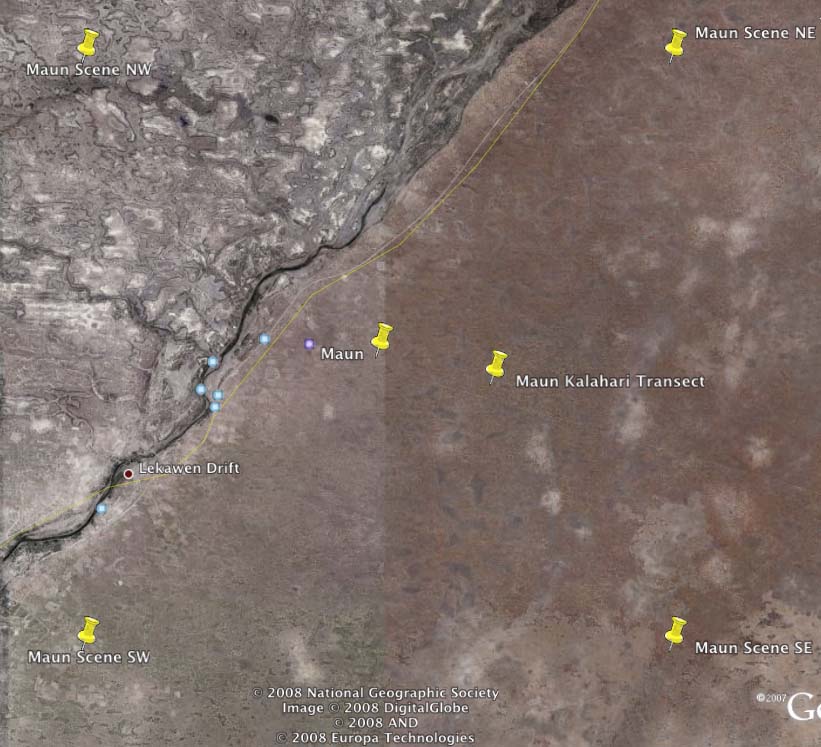 Maun Scene NE
Maun Scene NW
Maun
Maun Kalahari Transect
Lekawen Drift
Maun Scene SW
Maun Scene SE
© 2008 National Geographic Society
Image © 2008 DigitalGlobe
© 2008 AND
© 2008 Europa Technologies
©2007